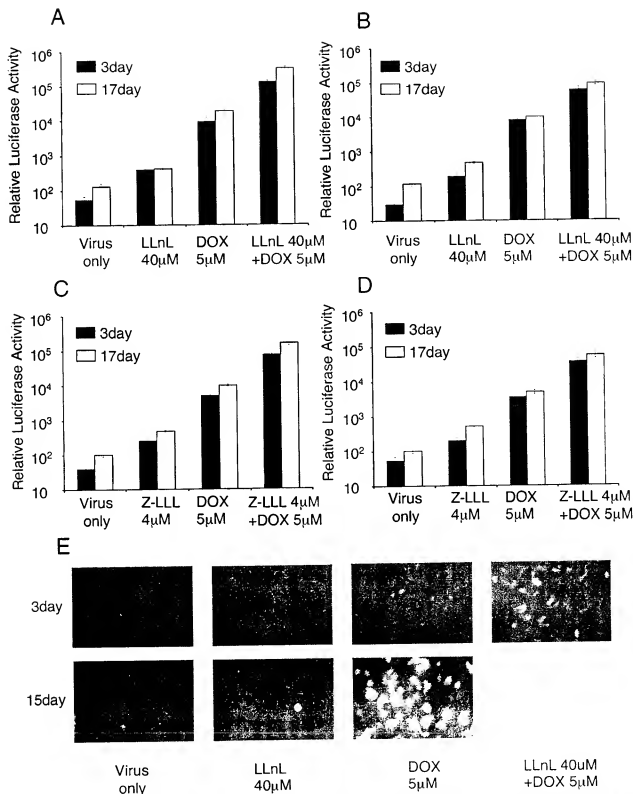 A
Relative Luciferase Activity
10⁶
10⁵
10⁴
10³
10²
10
3day
17day
Virus only
LLnL 40µM
DOX 5µM
LLnL 40µM +DOX 5µM
B
Relative Luciferase Activity
10⁶
10⁵
10⁴
10³
10²
10
3day
17day
Virus only
LLnL 40µM
DOX 5µM
LLnL 40µM +DOX 5µM
C
Relative Luciferase Activity
10⁶
10⁵
10⁴
10³
10²
10
3day
17day
Virus only
Z-LLL 4µM
DOX 5µM
Z-LLL 4µM +DOX 5µM
D
Relative Luciferase Activity
10⁶
10⁵
10⁴
10³
10²
10
3day
17day
Virus only
Z-LLL 4µM
DOX 5µM
Z-LLL 4µM +DOX 5µM
E
3day
15day
Virus only
LLnL 40µM
DOX 5µM
LLnL 40uM +DOX 5µM